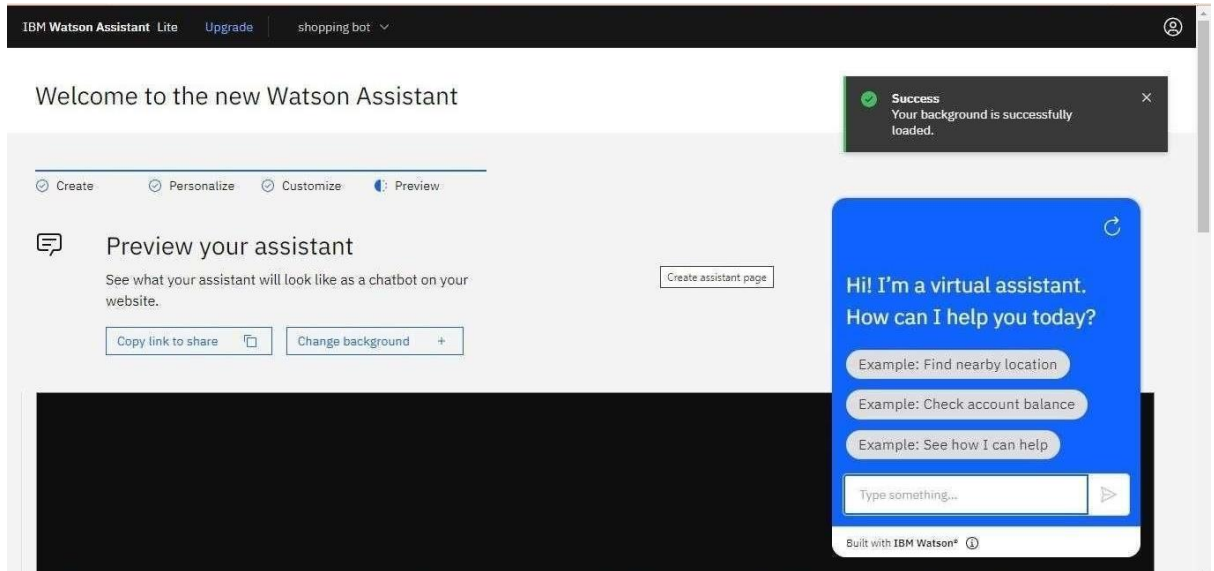 IBM Watson Assistant Lite Upgrade shopping bot
Welcome to the new Watson Assistant
Success
Your background is successfully
loaded.
Create Personalize Customize Preview
Preview your assistant
See what your assistant will look like as a chatbot on your
website.
Copy link to share Change background +
Create assistant page
Hi! I'm a virtual assistant.
How can I help you today?
Example: Find nearby location
Example: Check account balance
Example: See how I can help
Type something...
Built with IBM Watson®